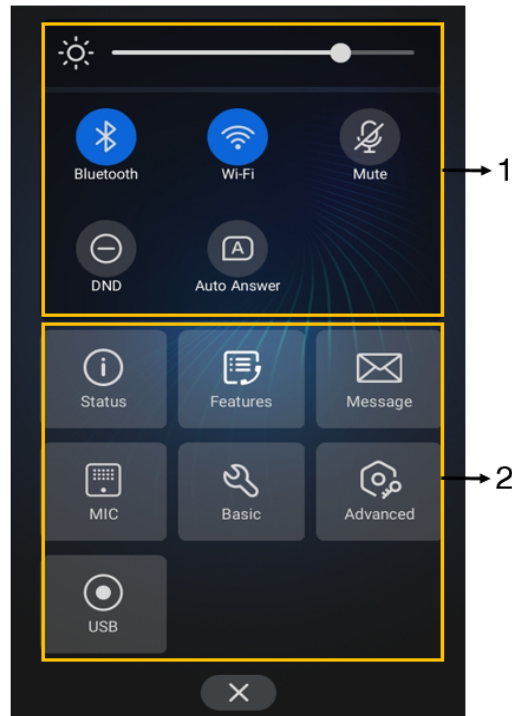 Bluetooth Wi-Fi Mute
1
DND Auto Answer
Status Features Message
MIC Basic Advanced
2
USB